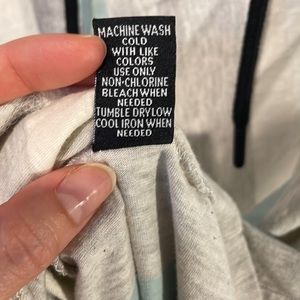 MACHINE WASH
COLD
WITH LIKE
COLORS
USE ONLY
NON-CHLORINE
BLEACH WHEN
NEEDED
TUMBLE DRY LOW
COOL IRON WHEN
NEEDED